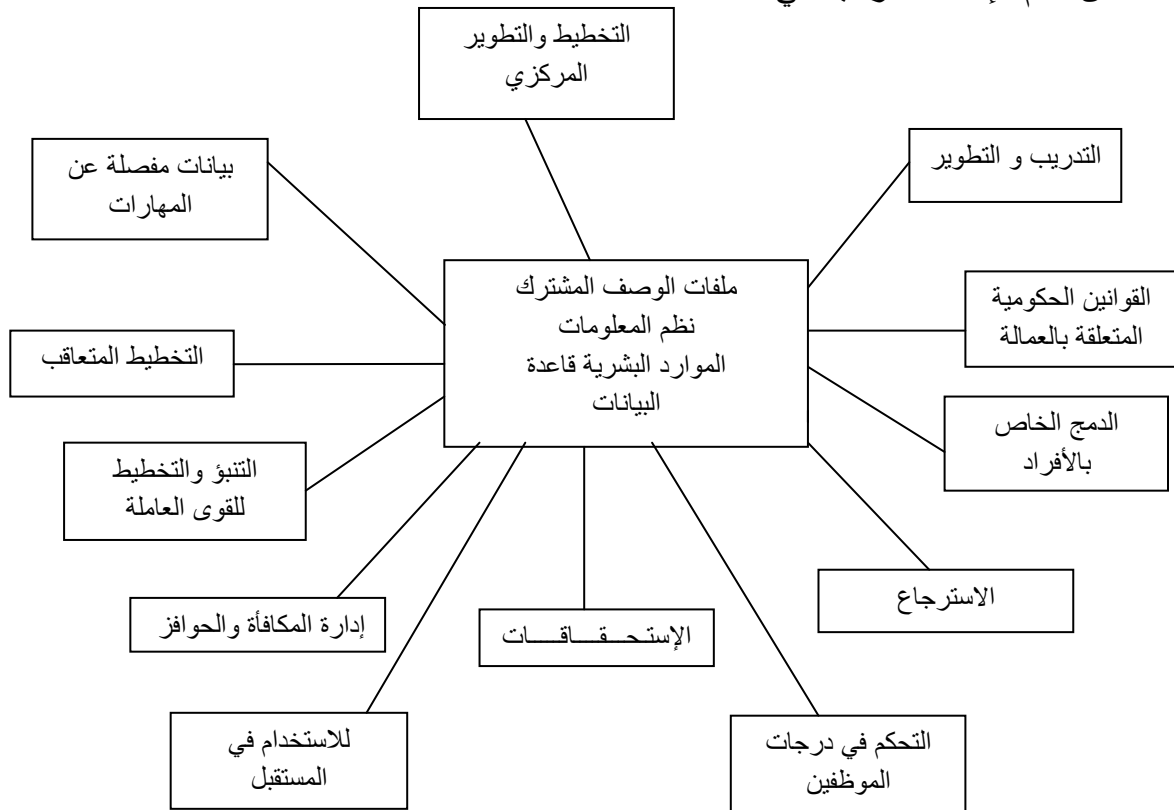 التخطيط والتطوير
المركزي
التدريب و التطوير
بيانات مفصلة عن
المهارات
ملفات الوصف المشترك
نظم المعلومات
الموارد البشرية قاعدة
البيانات
القوانين الحكومية
المتعلقة بالعمالة
التخطيط المتعاقب
الدمج الخاص
بالأفراد
التنبؤ والتخطيط
للقوى العاملة
الاسترجاع
إدارة المكافأة والحوافز
الإستـحـــقـــاقـــــات
للاستخدام في
المستقبل
التحكم في درجات
الموظفين